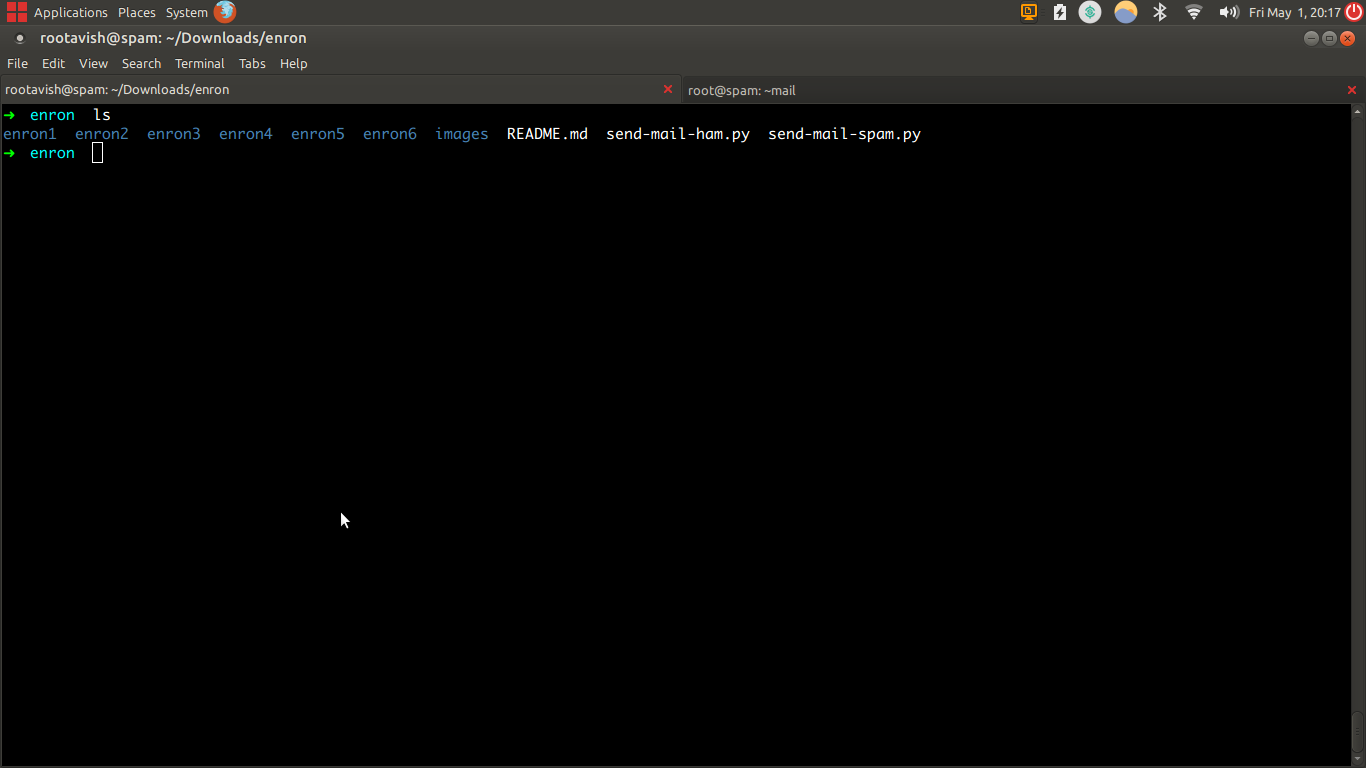 Applications Places System Fri May 1, 20:17
rootavish@spam: ~/Downloads/enron
File Edit View Search Terminal Tabs Help
rootavish@spam: ~/Downloads/enron root@spam: ~mail
➜ enron ls
enron1 enron2 enron3 enron4 enron5 enron6 images README.md send-mail-ham.py send-mail-spam.py
➜ enron